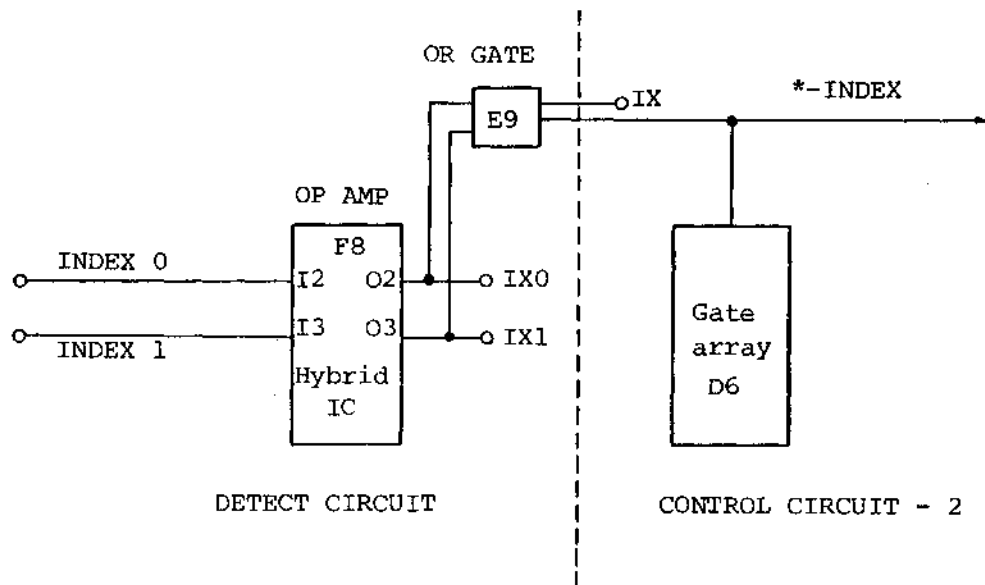 OR GATE
E9
IX
*-INDEX
OP AMP
F8
INDEX 0
I2 O2
IX0
I3 O3
IX1
INDEX 1
Hybrid
IC
Gate
array
D6
DETECT CIRCUIT
CONTROL CIRCUIT - 2